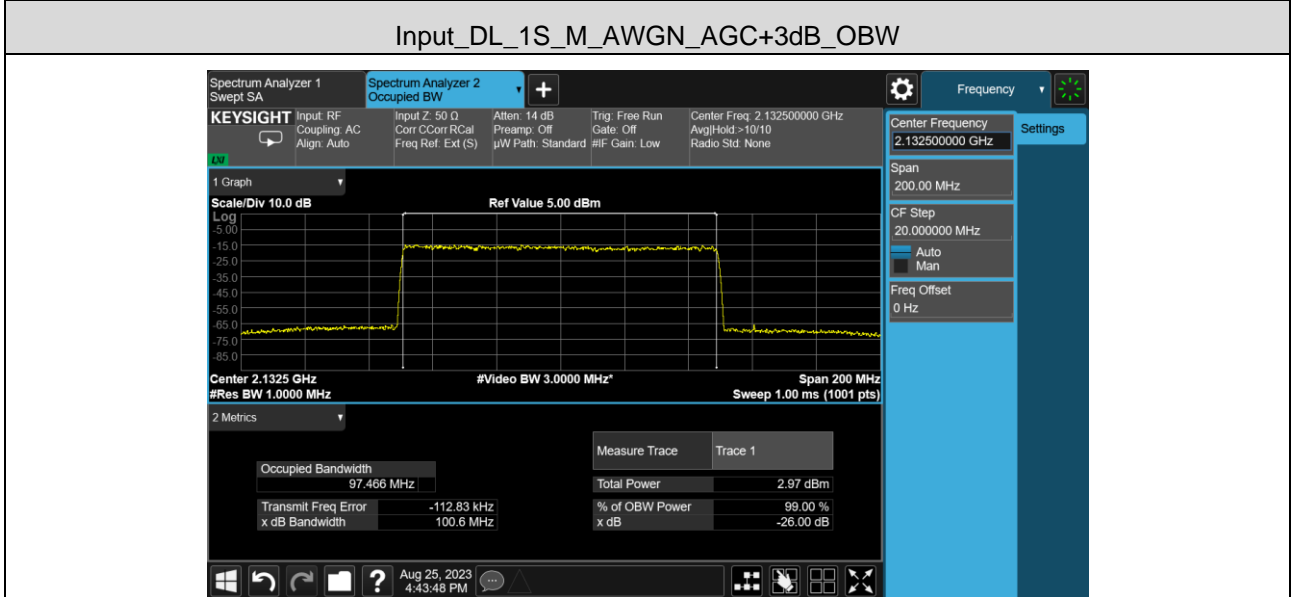 Input_DL_1S_M_AWGN_AGC+3dB_OBW
Spectrum Analyzer 1
Swept SA
Spectrum Analyzer 2
Occupied BW
Frequency
KEYSIGHT
Input: RF
Coupling: AC
Align: Auto
Input Z: 50 Ω
Corr CCorr RCal
Freq Ref: Ext (S)
Atten: 14 dB
Preamp: Off
µW Path: Standard
Trig: Free Run
Gate: Off
#IF Gain: Low
Center Freq: 2.132500000 GHz
Avg|Hold:>10/10
Radio Std: None
LXI
Center Frequency
2.132500000 GHz
Settings
Span
200.00 MHz
CF Step
20.000000 MHz
Auto
Man
Freq Offset
0 Hz
1 Graph
Scale/Div 10.0 dB
Ref Value 5.00 dBm
Log
-5.00
-15.0
-25.0
-35.0
-45.0
-55.0
-65.0
-75.0
-85.0
Center 2.1325 GHz
#Video BW 3.0000 MHz*
Span 200 MHz
#Res BW 1.0000 MHz
Sweep 1.00 ms (1001 pts)
2 Metrics
Measure Trace Trace 1
Occupied Bandwidth
97.466 MHz
Total Power 2.97 dBm
Transmit Freq Error -112.83 kHz
% of OBW Power 99.00 %
x dB Bandwidth 100.6 MHz
x dB -26.00 dB
?
Aug 25, 2023
4:43:48 PM